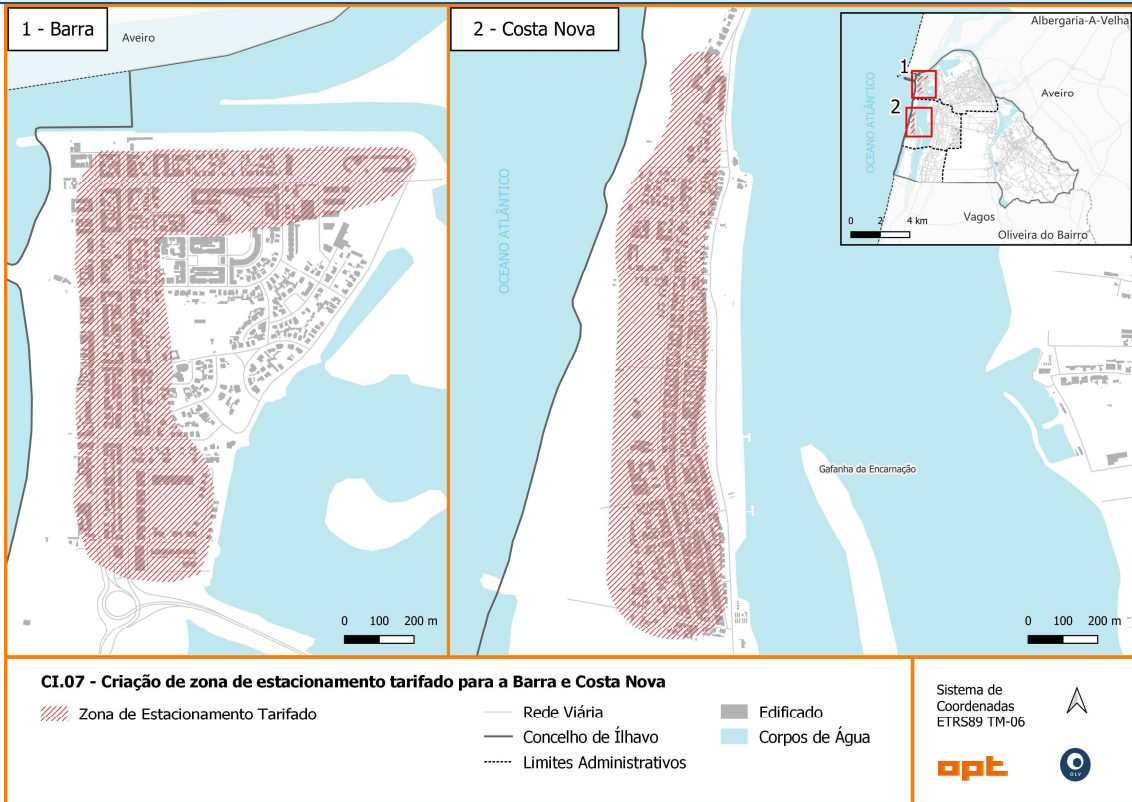 1 - Barra
Aveiro
2 - Costa Nova
OCEANO ATLÂNTICO
Gafanha da Encarnação
0 100 200 m
0 100 200 m
Albergaria-A-Velha
1
Aveiro
2
OCEANO ATLÂNTICO
0 2 4 km
Vagos
Oliveira do Bairro
CI.07 - Criação de zona de estacionamento tarifado para a Barra e Costa Nova
Zona de Estacionamento Tarifado
Rede Viária
Concelho de Ílhavo
Limites Administrativos
Edificado
Corpos de Água
Sistema de
Coordenadas
ETRS89 TM-06
opt
OLV